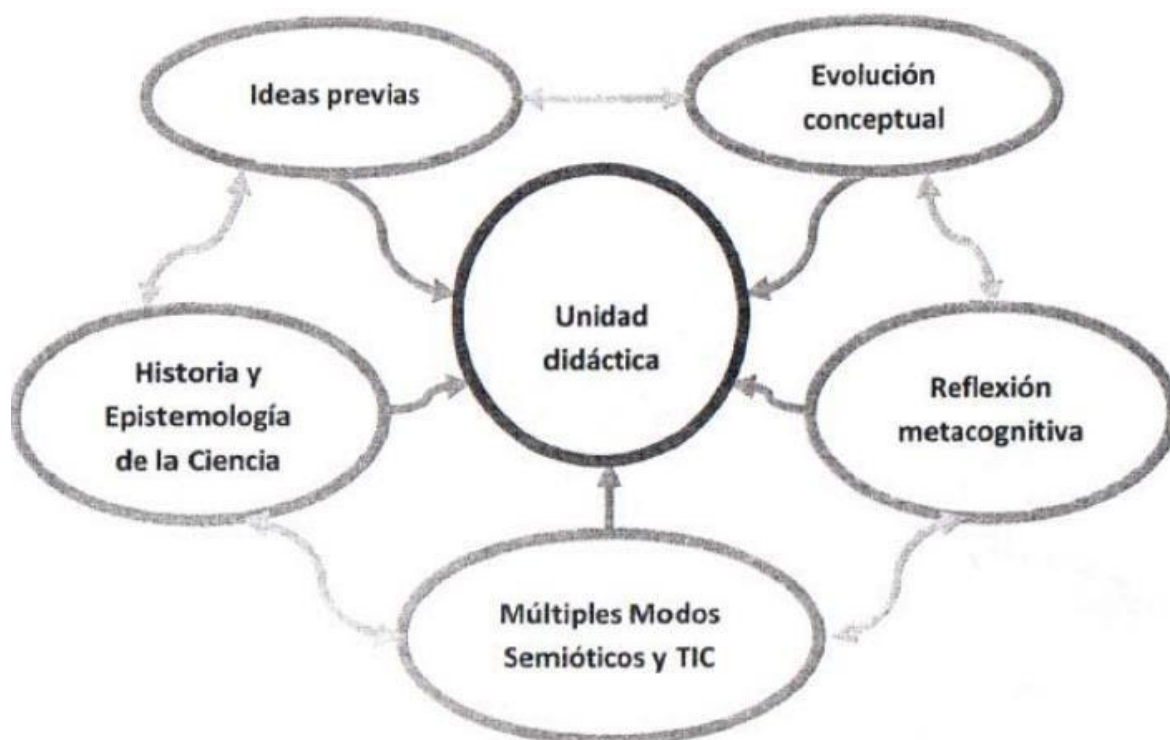 Ideas previas
Evolución
conceptual
Unidad
didáctica
Historia y
Epistemología
de la Ciencia
Reflexión
metacognitiva
Múltiples Modos
Semióticos y TIC